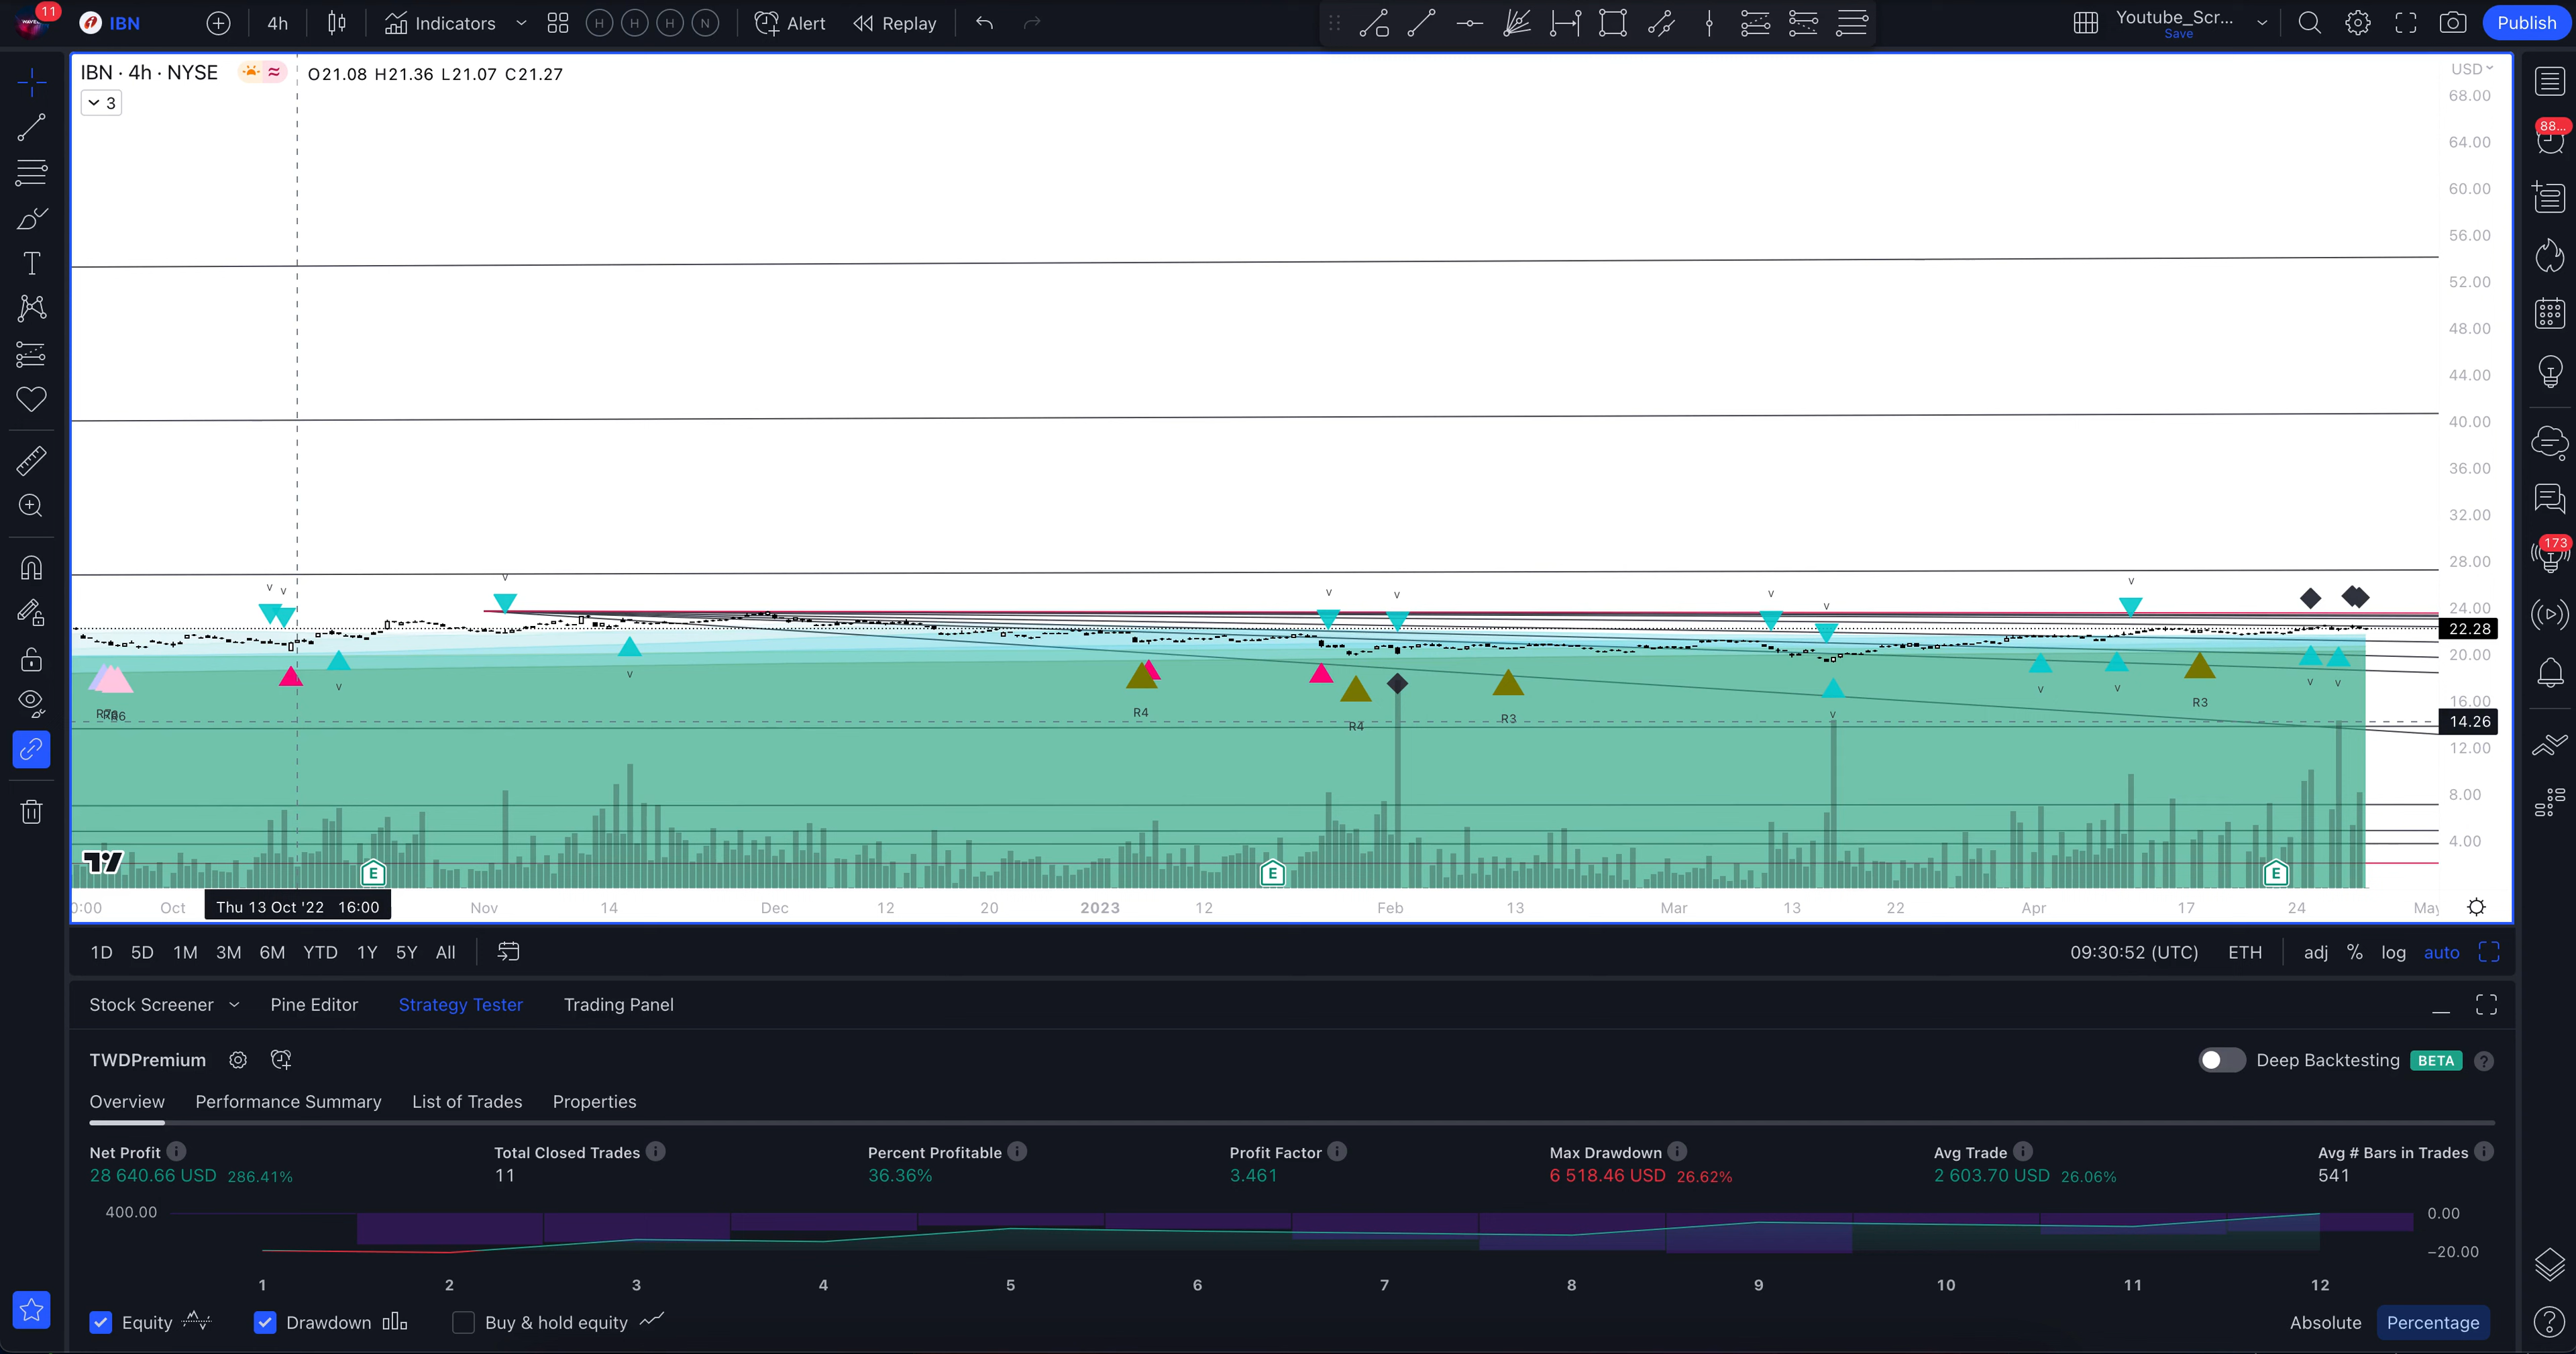 11 IBN 4h Indicators H H H N Alert Replay Youtube_Scr... Save Publish
IBN · 4h · NYSE O21.08 H21.36 L21.07 C21.27
3
USD
68.00
64.00
60.00
56.00
52.00
48.00
44.00
40.00
36.00
32.00
28.00
24.00
22.28
20.00
16.00
14.26
12.00
8.00
4.00
88...
173
v v v v v v v v
v v v v v v v
R4 R4 R3 R3
E E E
0:00 Oct Thu 13 Oct '22 16:00 Nov 14 Dec 12 20 2023 12 Feb 13 Mar 13 22 Apr 17 24 May
1D 5D 1M 3M 6M YTD 1Y 5Y All 09:30:52 (UTC) ETH adj % log auto
Stock Screener Pine Editor Strategy Tester Trading Panel
TWDPremium Deep Backtesting BETA ?
Overview Performance Summary List of Trades Properties
Net Profit Total Closed Trades Percent Profitable Profit Factor Max Drawdown Avg Trade Avg # Bars in Trades
28 640.66 USD 286.41% 11 36.36% 3.461 6 518.46 USD 26.62% 2 603.70 USD 26.06% 541
400.00 0.00
−20.00
1 2 3 4 5 6 7 8 9 10 11 12
Equity Drawdown Buy & hold equity Absolute Percentage